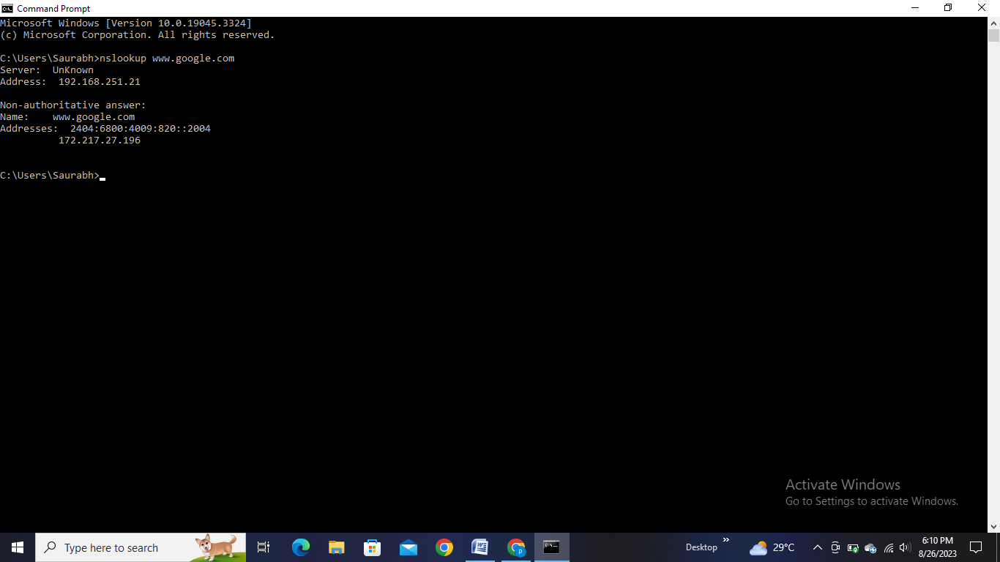 Command Prompt
Microsoft Windows [Version 10.0.19045.3324]
(c) Microsoft Corporation. All rights reserved.
C:\Users\Saurabh>nslookup www.google.com
Server:  UnKnown
Address:  192.168.251.21
Non-authoritative answer:
Name:    www.google.com
Addresses:  2404:6800:4009:820::2004
          172.217.27.196
C:\Users\Saurabh>
Activate Windows
Go to Settings to activate Windows.
Type here to search
Desktop
29°C
6:10 PM
8/26/2023